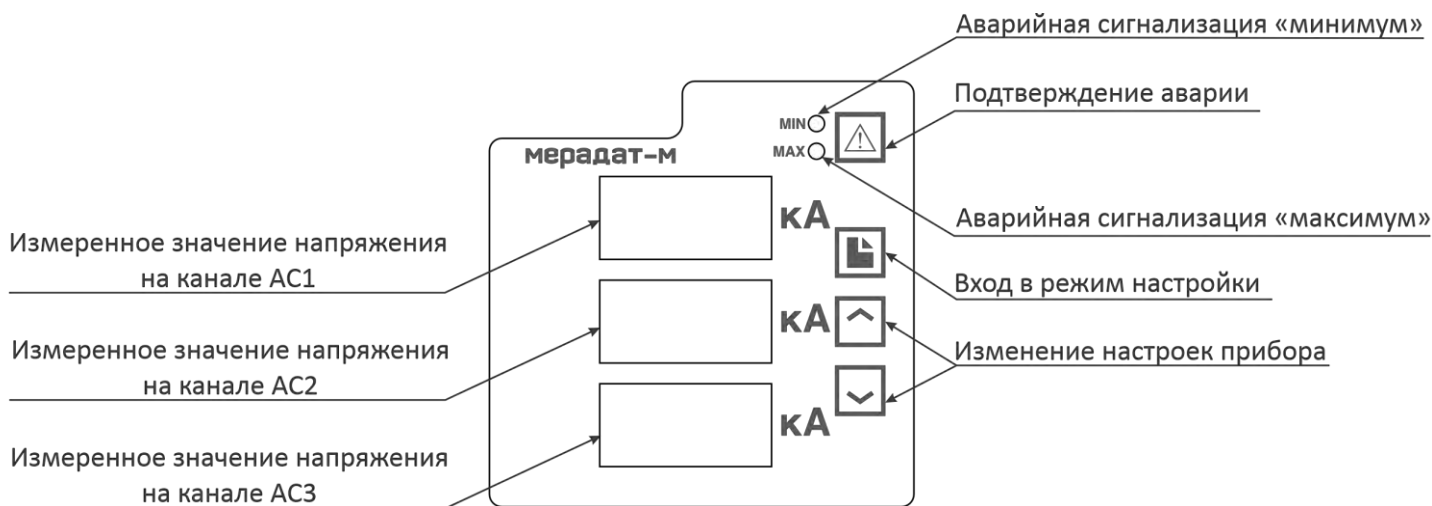 Аварийная сигнализация «минимум»
Подтверждение аварии
MIN
MAX
мерадат-м
кА
Аварийная сигнализация «максимум»
Измеренное значение напряжения
на канале АС1
Вход в режим настройки
кА
Измеренное значение напряжения
на канале АС2
Изменение настроек прибора
кА
Измеренное значение напряжения
на канале АС3